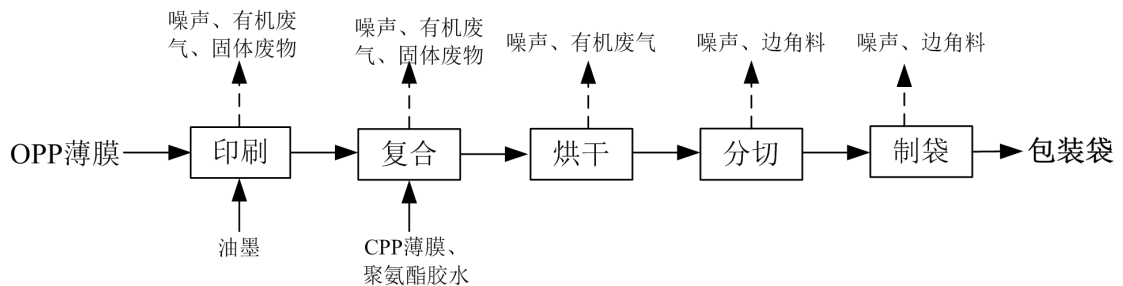 噪声、有机废
气、固体废物
噪声、有机废
气、固体废物
噪声、有机废气
噪声、边角料
噪声、边角料
OPP薄膜
印刷
复合
烘干
分切
制袋
包装袋
油墨
CPP薄膜、
聚氨酯胶水